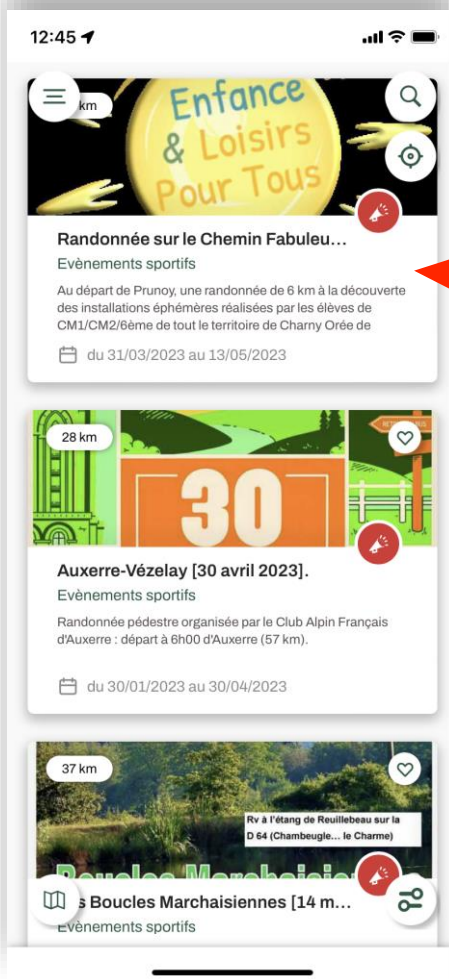 12:45
km
Enfance
& Loisirs
Pour Tous
Randonnée sur le Chemin Fabuleu...
Evènements sportifs
Au départ de Prunoy, une randonnée de 6 km à la découverte
des installations éphémères réalisées par les élèves de
CM1/CM2/6ème de tout le territoire de Charny Orée de
du 31/03/2023 au 13/05/2023
28 km
30
Auxerre-Vézelay [30 avril 2023].
Evènements sportifs
Randonnée pédestre organisée par le Club Alpin Français
d'Auxerre : départ à 6h00 d'Auxerre (57 km).
du 30/01/2023 au 30/04/2023
37 km
Rv à l'étang de Reuillebeau sur la
D 64 (Chambeugle... le Charme)
Boucles Marchaisie
s Boucles Marchaisiennes [14 m...
Evènements sportifs